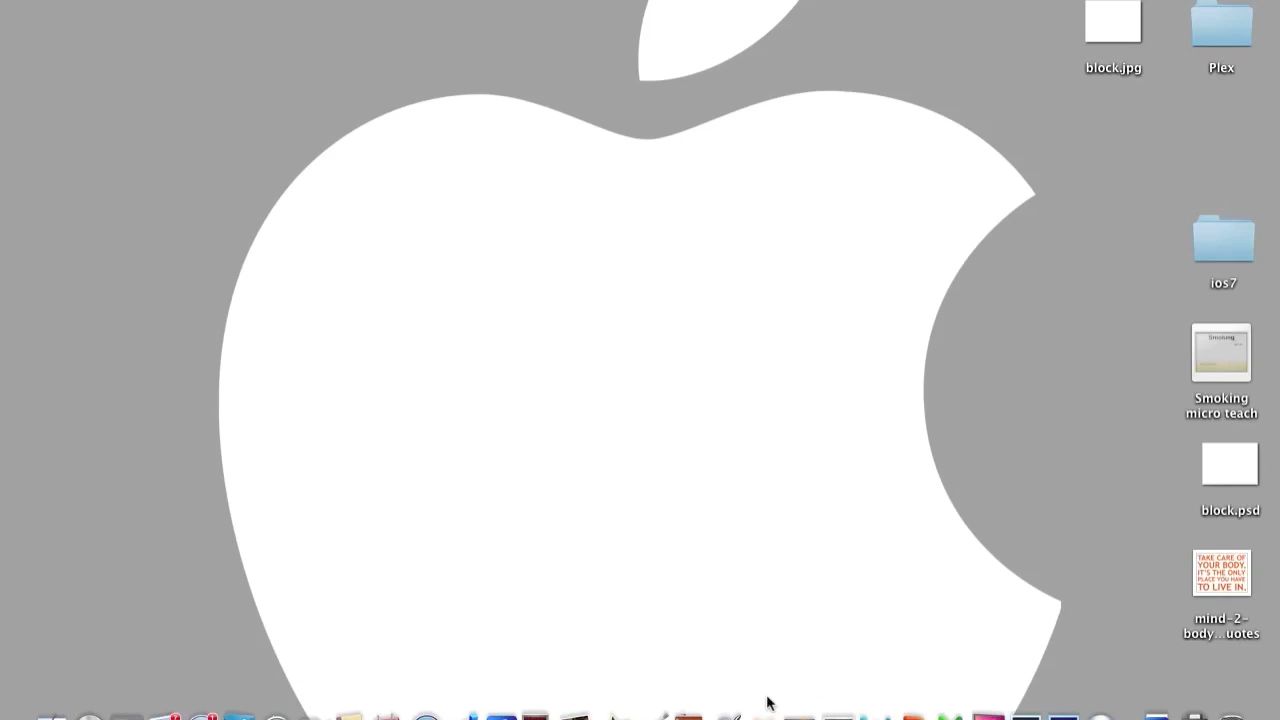 block.jpg
Plex
ios7
Smoking
Smoking
micro teach
block.psd
TAKE CARE OF
YOUR BODY.
IT'S THE ONLY
PLACE YOU HAVE
TO LIVE IN.
mind-2-
body...uotes